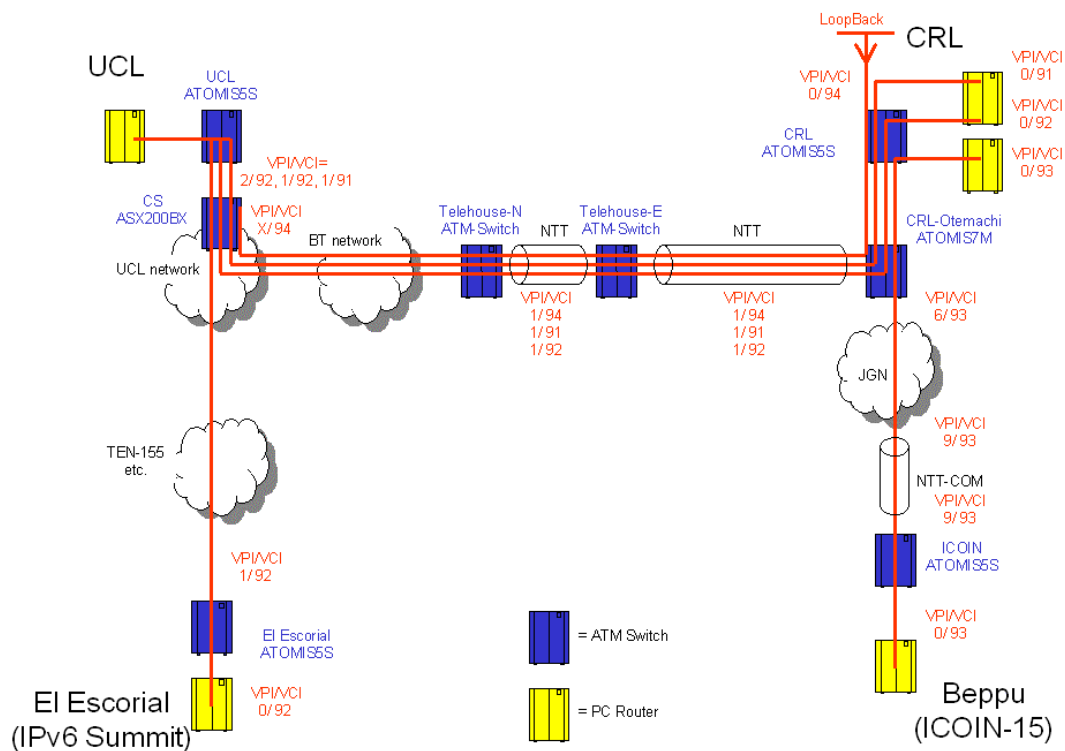 LoopBack
CRL
UCL
UCL
ATOMIS5S
VPI/VCI
0/94
VPI/VCI
0/91
VPI/VCI
0/92
CRL
ATOMIS5S
VPI/VCI
0/93
VPI/VCI=
2/92, 1/92, 1/91
CS
ASX200BX
VPI/VCI
X/94
Telehouse-N
ATM-Switch
Telehouse-E
ATM-Switch
CRL-Otemachi
ATOMIS7M
UCL network
BT network
NTT
NTT
VPI/VCI
1/94
1/91
1/92
VPI/VCI
1/94
1/91
1/92
VPI/VCI
6/93
JGN
VPI/VCI
9/93
TEN-155
etc.
NTT-COM
VPI/VCI
9/93
VPI/VCI
1/92
ICOIN
ATOMIS5S
El Escorial
ATOMIS5S
= ATM Switch
VPI/VCI
0/93
VPI/VCI
0/92
= PC Router
El Escorial
(IPv6 Summit)
Beppu
(ICOIN-15)